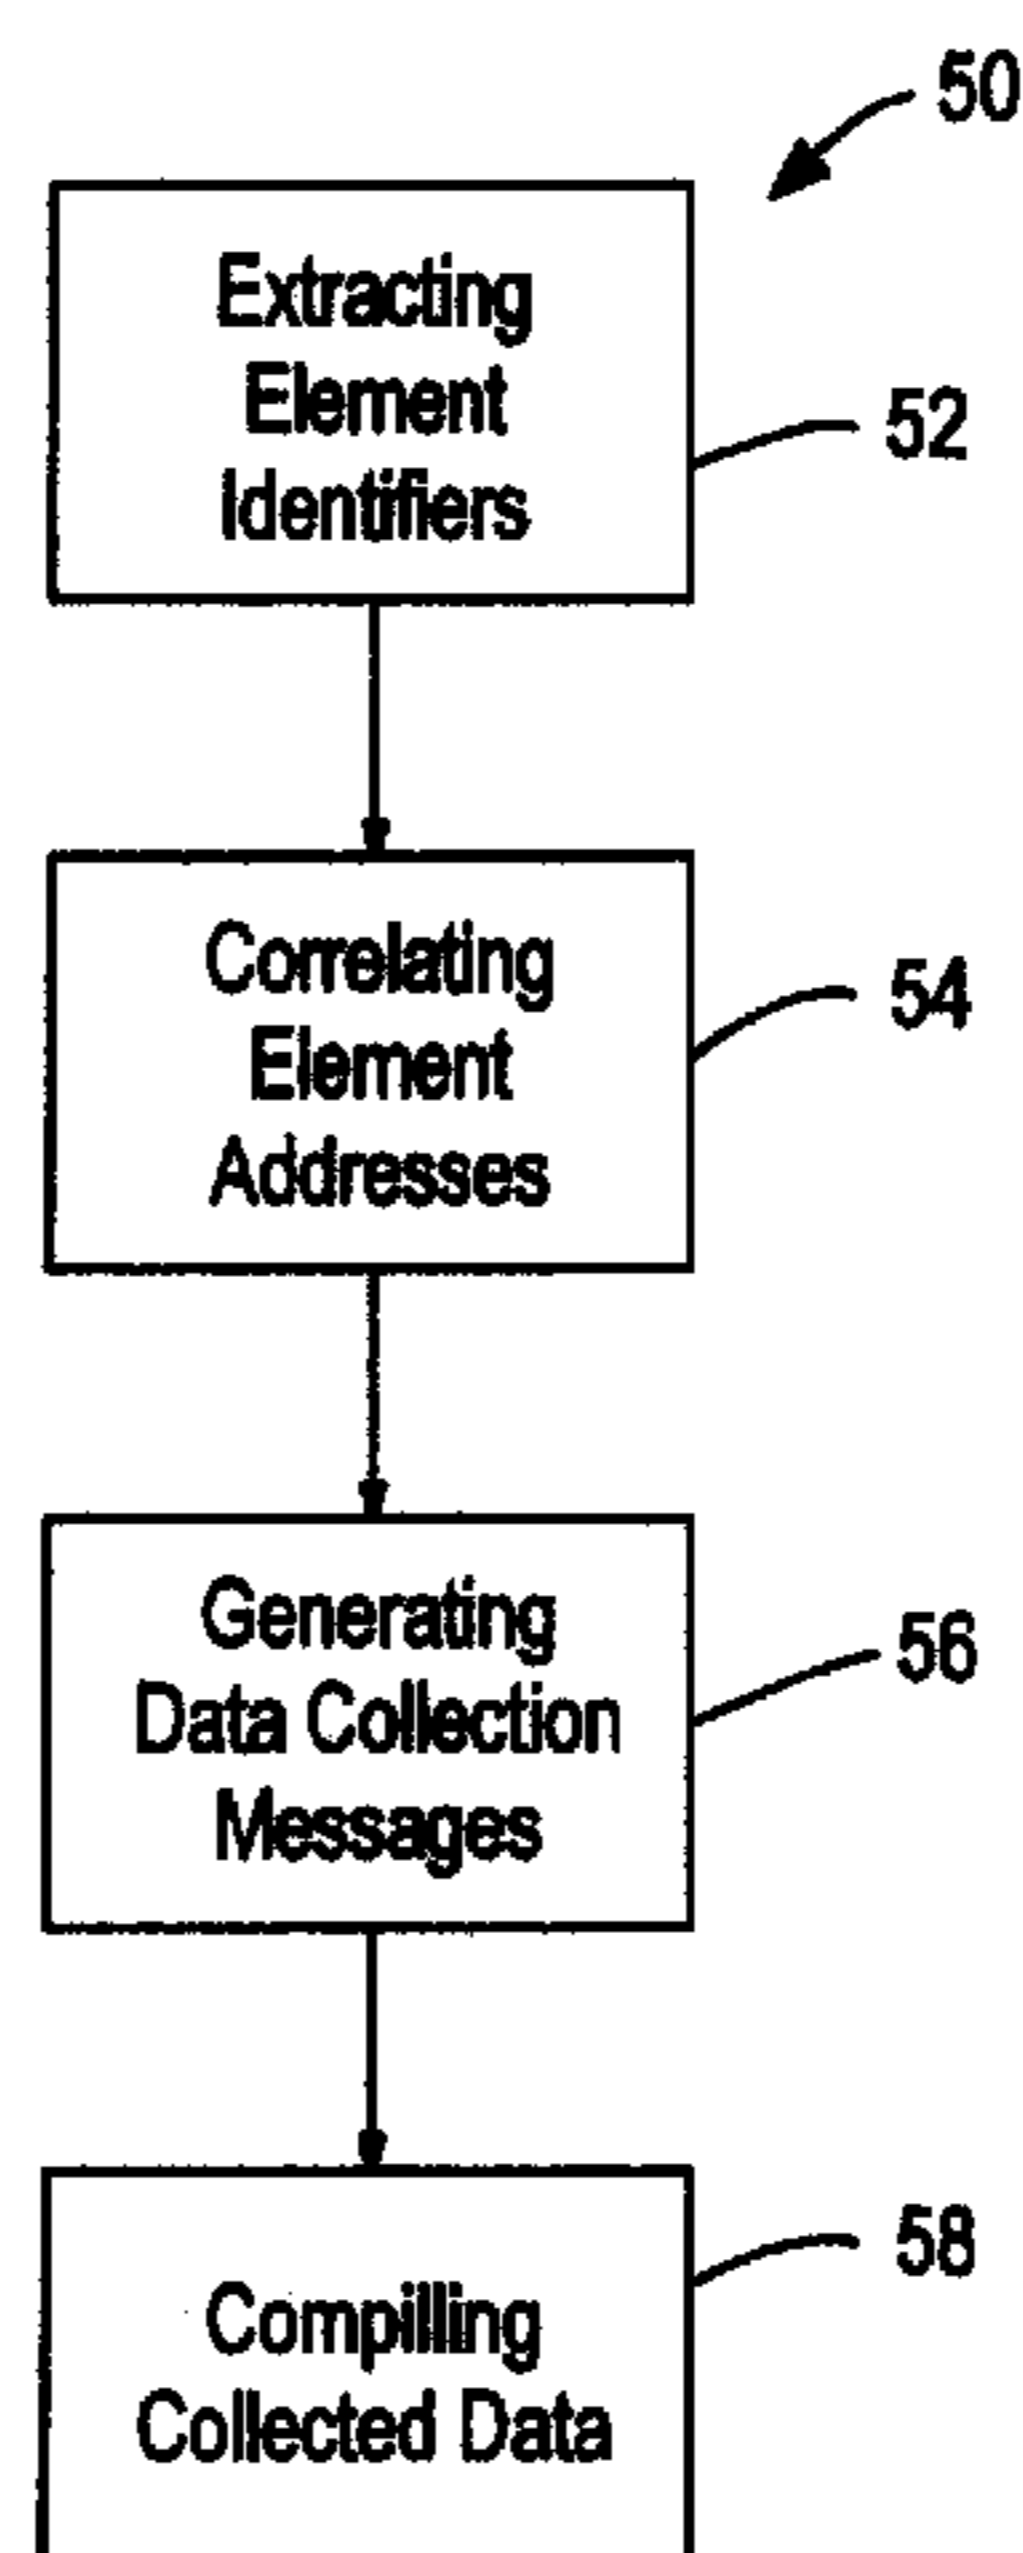 50
Extracting
Element
Identifiers
52
Correlating
Element
Addresses
54
Generating
Data Collection
Messages
56
Compilling
Collected Data
58